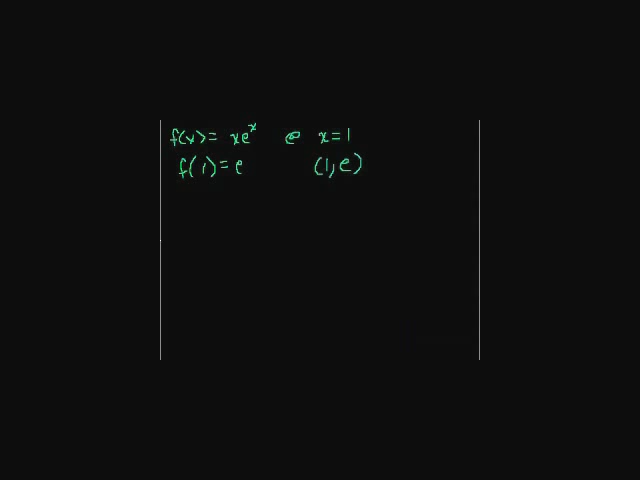 f(x) = xe^x @ x = 1
f(1) = e (1, e)